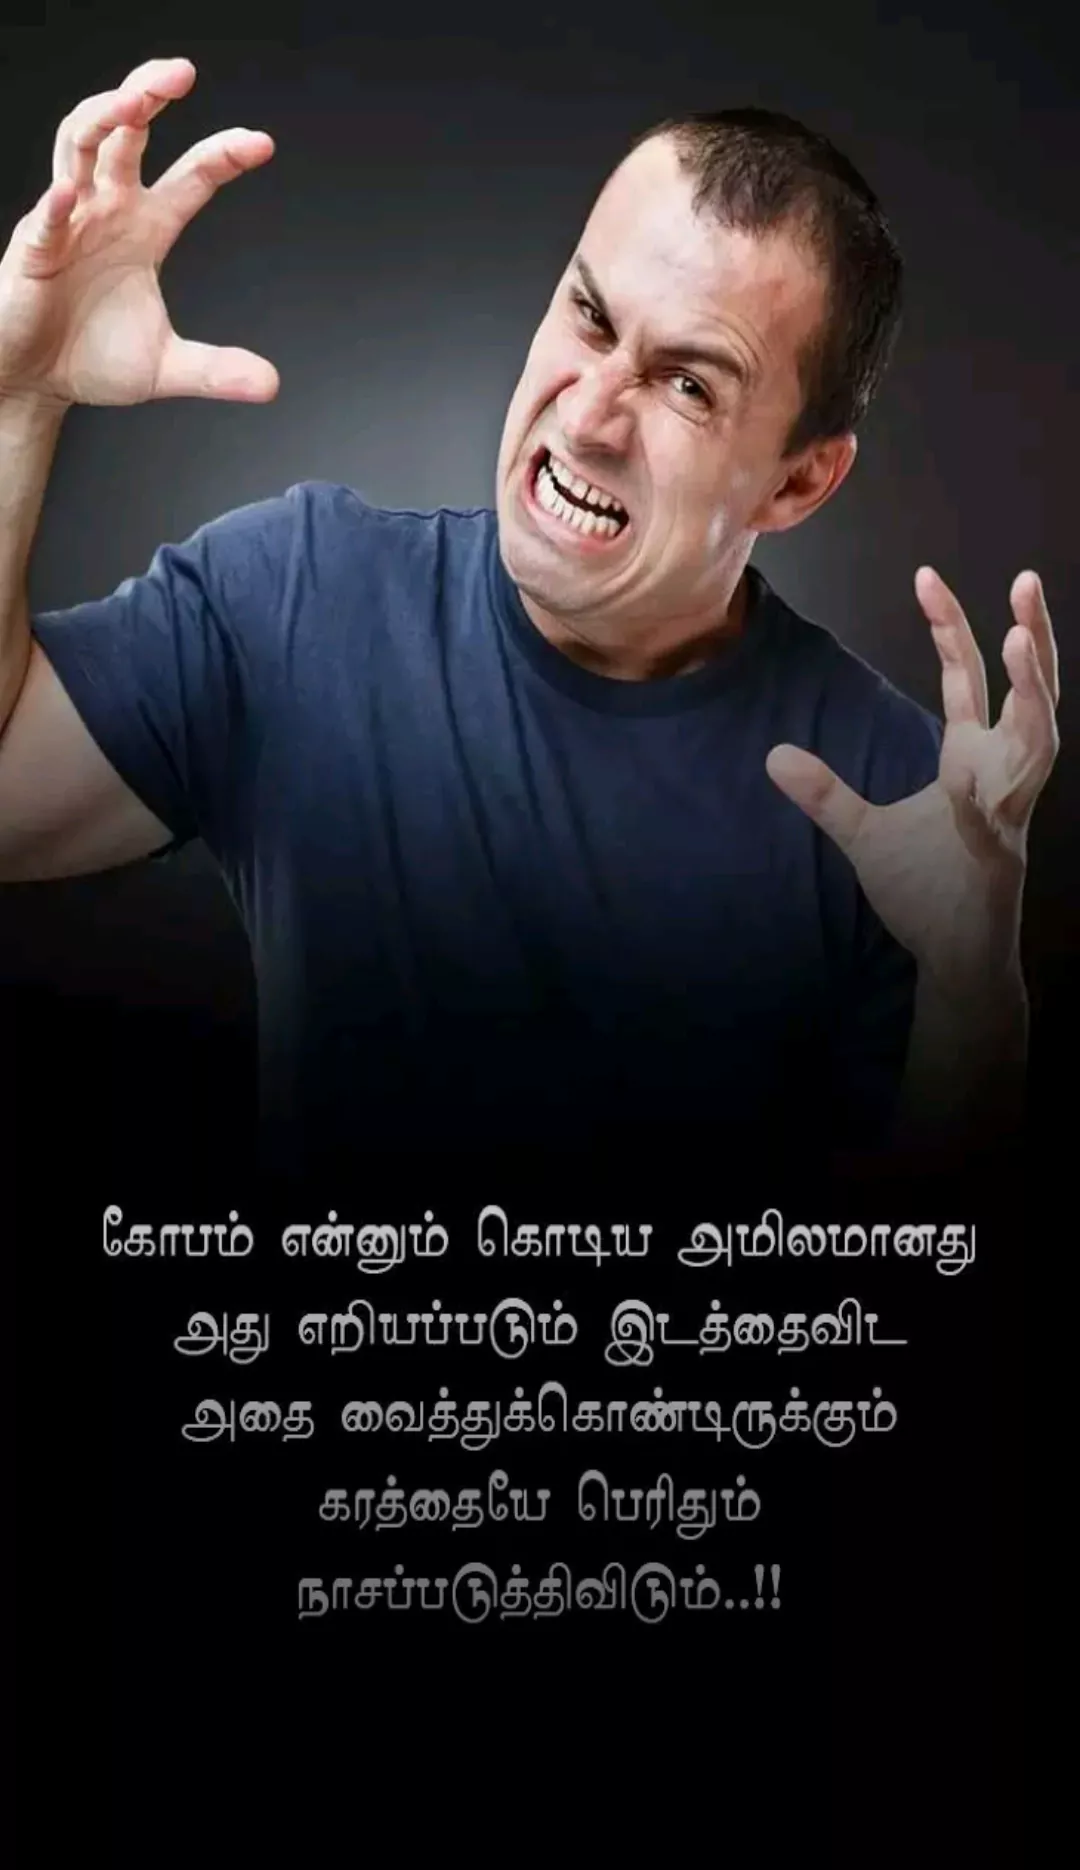 கோபம் என்னும் கொடிய அமிலமானது
அது எறியப்படும் இடத்தைவிட
அதை வைத்துக்கொண்டிருக்கும்
கரத்தையே பெரிதும்
நாசப்படுத்திவிடும்..!!